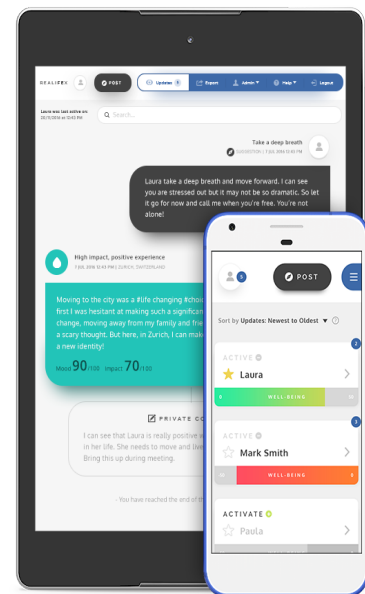 REALIFEX
POST
Updates
Export
Admin
Help
Logout
Laura was last active on:
Search...
Take a deep breath
Laura take a deep breath and move forward. I can see
you are stressed out but it may not be so dramatic. So let
it go for now and call me when you're free. You're not
alone!
High impact, positive experience
ZURICH, SWITZERLAND
Moving to the city was a #life changing #choi
first I was hesitant at making such a significan
change, moving away from my family and frie
a scary thought. But here, in Zurich, I can mak
a new identity!
Mood 90/100 Impact 70/100
PRIVATE CO
I can see that Laura is really positive
in her life. She needs to move and live
Bring this up during meeting.
- You have reached the end of th
POST
Sort by Updates: Newest to Oldest
2
ACTIVE
Laura
WELL-BEING
3
ACTIVE
Mark Smith
WELL-BEING
ACTIVATE
Paula